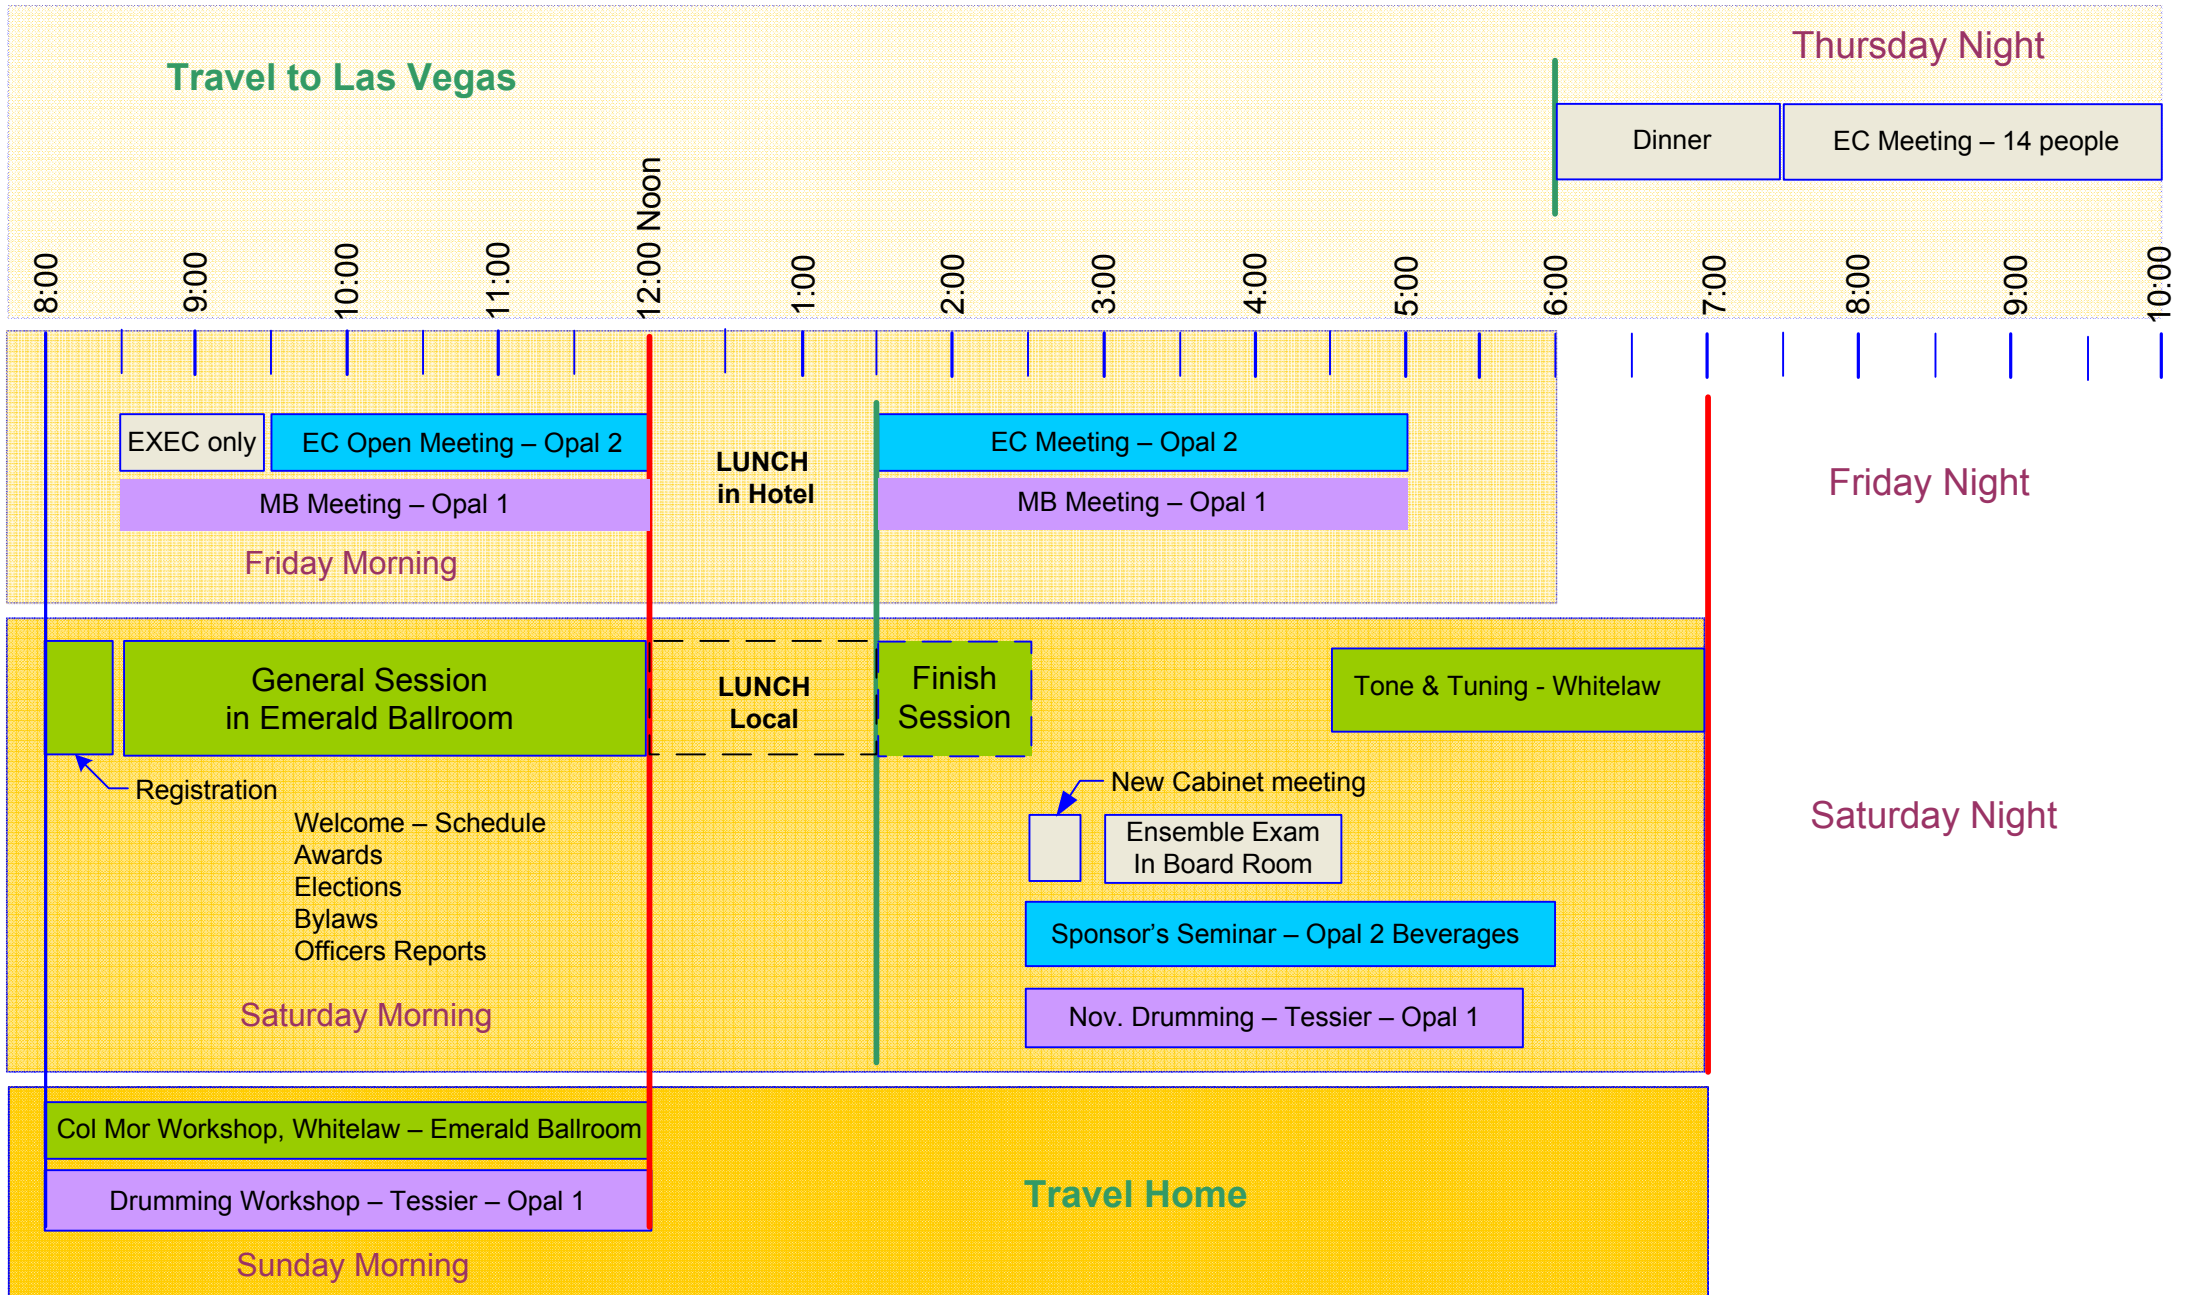 Thursday Night
Travel to Las Vegas
Dinner
EC Meeting – 14 people
8:00
9:00
10:00
11:00
12:00 Noon
1:00
2:00
3:00
4:00
5:00
6:00
7:00
8:00
9:00
10:00
EXEC only
EC Open Meeting – Opal 2
MB Meeting – Opal 1
LUNCH
in Hotel
EC Meeting – Opal 2
MB Meeting – Opal 1
Friday Night
Friday Morning
General Session
in Emerald Ballroom
LUNCH
Local
Finish
Session
Tone & Tuning - Whitelaw
Registration
New Cabinet meeting
Welcome – Schedule
Awards
Elections
Bylaws
Officers Reports
Ensemble Exam
In Board Room
Saturday Night
Sponsor's Seminar – Opal 2 Beverages
Nov. Drumming – Tessier – Opal 1
Saturday Morning
Col Mor Workshop, Whitelaw – Emerald Ballroom
Drumming Workshop – Tessier – Opal 1
Travel Home
Sunday Morning